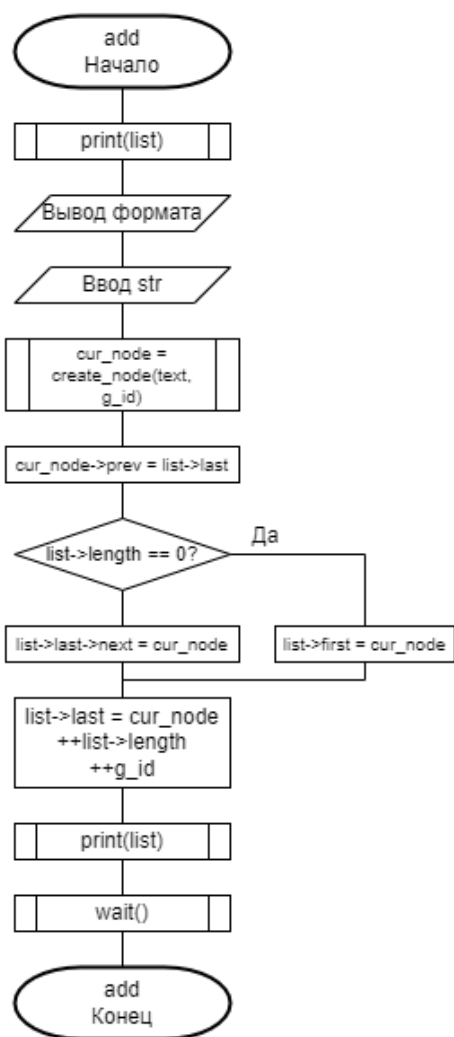 add
Начало
print(list)
Вывод формата
Ввод str
cur_node =
create_node(text,
g_id)
cur_node->prev = list->last
list->length == 0?
Да
list->last->next = cur_node
list->first = cur_node
list->last = cur_node
++list->length
++g_id
print(list)
wait()
add
Конец